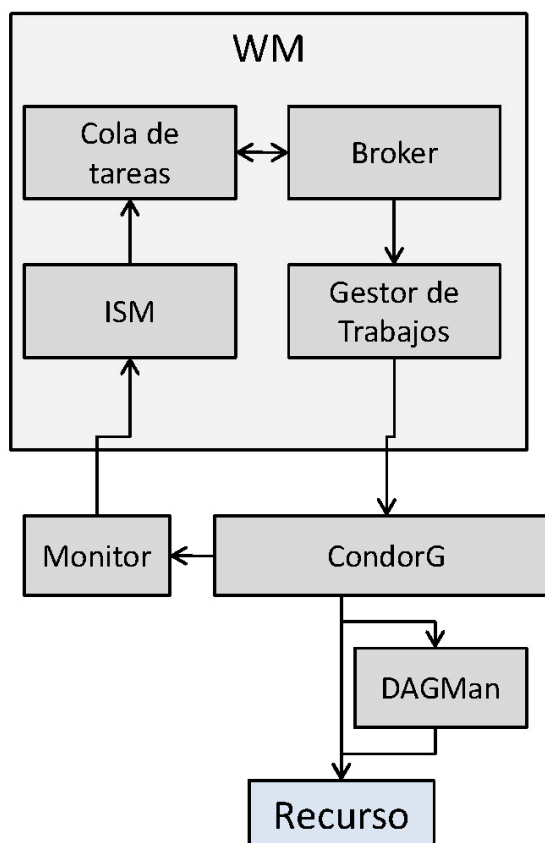 WM
Cola de
tareas
Broker
ISM
Gestor de
Trabajos
Monitor
CondorG
DAGMan
Recurso